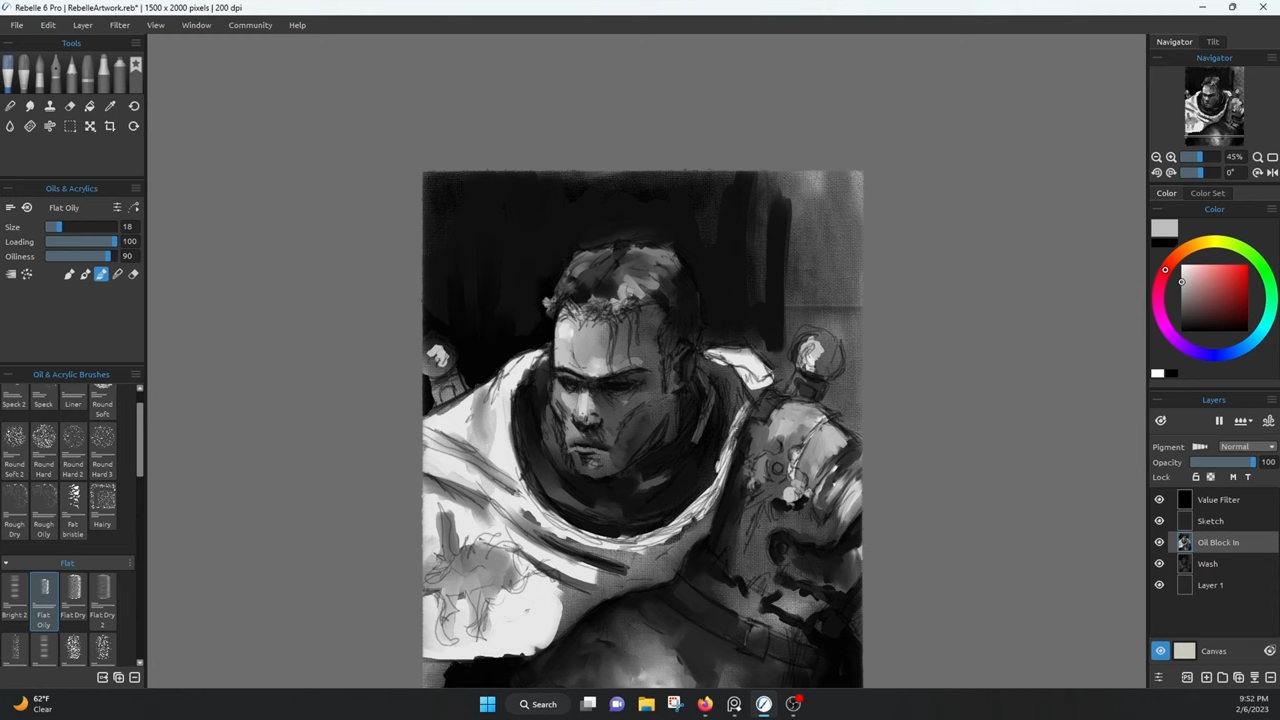 Rebelle 6 Pro | RebelleArtwork.reb* | 1500 x 2000 pixels | 200 dpi
File Edit Layer Filter View Window Community Help
Tools
Oils & Acrylics
Flat Oily
Size 18
Loading 100
Oiliness 90
Oil & Acrylic Brushes
Speck 2 Speck Liner Round Soft
Round Soft 2 Round Hard Round Hard 2 Round Hard 3
Rough Dry Rough Oily Fat bristle Hairy
Flat
Bright 2 Flat Oily Flat Dry Flat Dry 2
Navigator Tilt
Navigator
45%
0°
Color Color Set
Color
Layers
Pigment Normal
Opacity 100
Lock M T
Value Filter
Sketch
Oil Block In
Wash
Layer 1
Canvas
PS
62°F
Clear
Search
9:52 PM
2/6/2023